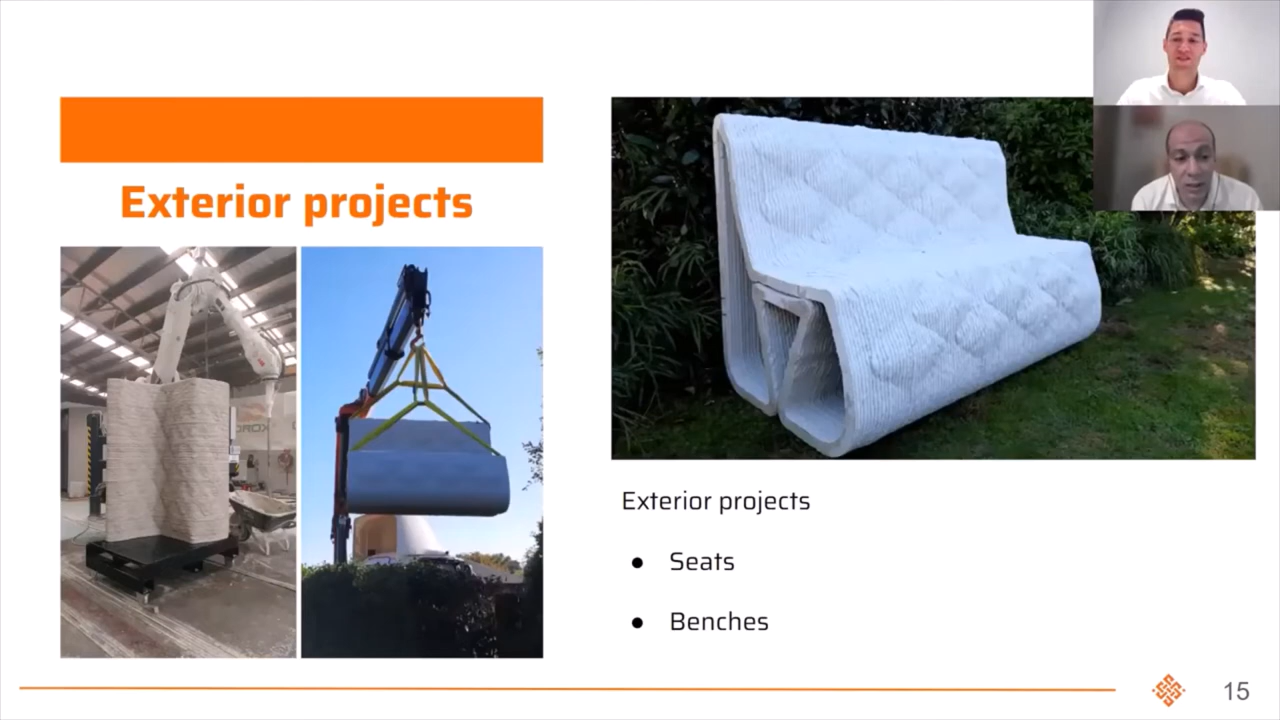 Exterior projects
Exterior projects
● Seats
● Benches
15